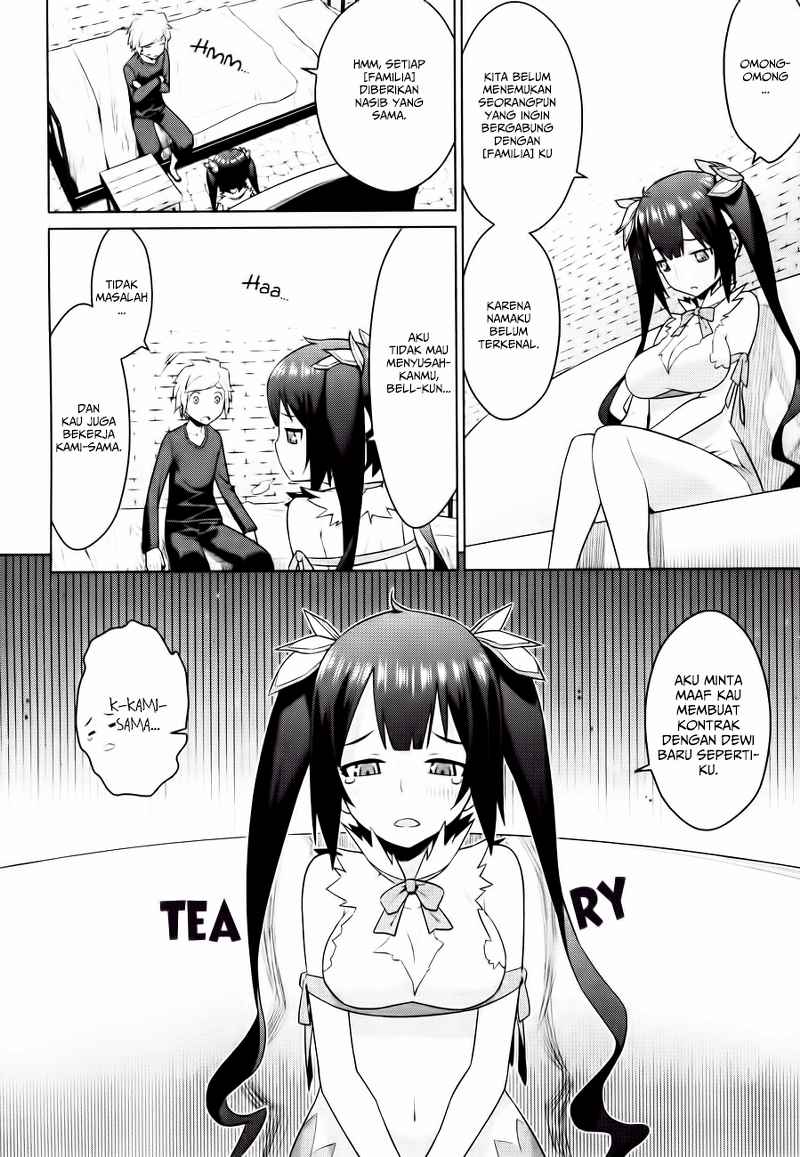 OMONG-
OMONG
...
KITA BELUM
MENEMUKAN
SEORANGPUN
YANG INGIN
BERGABUNG
DENGAN
[FAMILIA] KU
KARENA
NAMAKU
BELUM
TERKENAL.
HMM, SETIAP
[FAMILIA]
DIBERIKAN
NASIB YANG
SAMA.
HMM...
AKU
TIDAK MAU
MENYUSAH-
KANMU,
BELL-KUN...
Haa...
TIDAK
MASALAH
...
DAN
KAU JUGA
BEKERJA
KAMI-SAMA.
AKU MINTA
MAAF KAU
MEMBUAT
KONTRAK
DENGAN DEWI
BARU SEPERTI-
KU.
K-KAMI-
SAMA...
TEARY